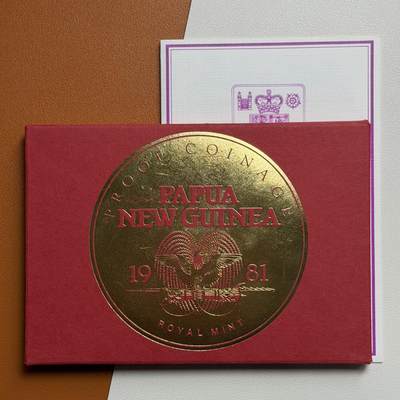 PROOF COINAGE
PAPUA
NEW GUINEA
19 81
ROYAL MINT